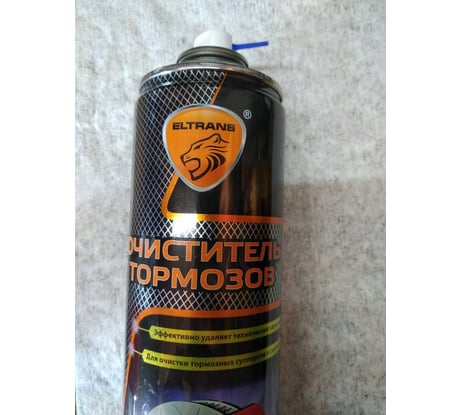 ELTRANS
®
ОЧИСТИТЕЛЬ
ТОРМОЗОВ
Эффективно удаляет технические
Для очистки тормозных суппортов и